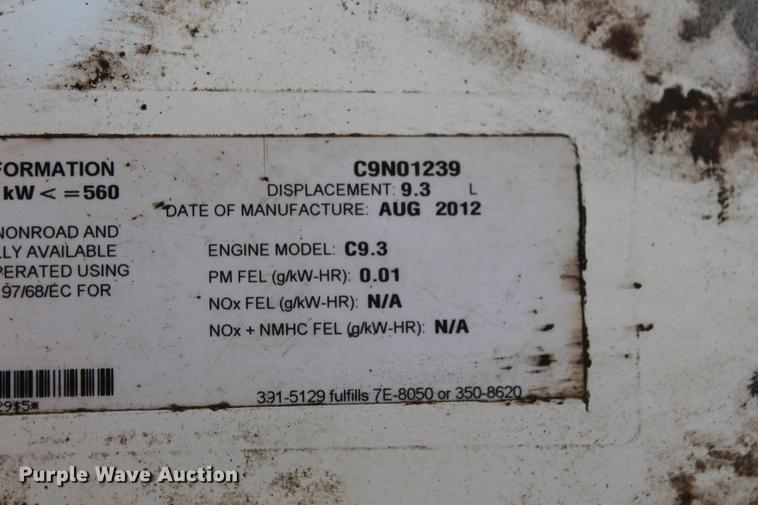 FORMATION
C9N01239
kW < = 560
DISPLACEMENT: 9.3 L
DATE OF MANUFACTURE: AUG 2012
NONROAD AND
LLY AVAILABLE
ENGINE MODEL: C9.3
PERATED USING
PM FEL (g/kW-HR): 0.01
97/68/EC FOR
NOx FEL (g/kW-HR): N/A
NOx + NMHC FEL (g/kW-HR): N/A
391-5129 fulfills 7E-8050 or 350-8620
29$5*
Purple Wave Auction